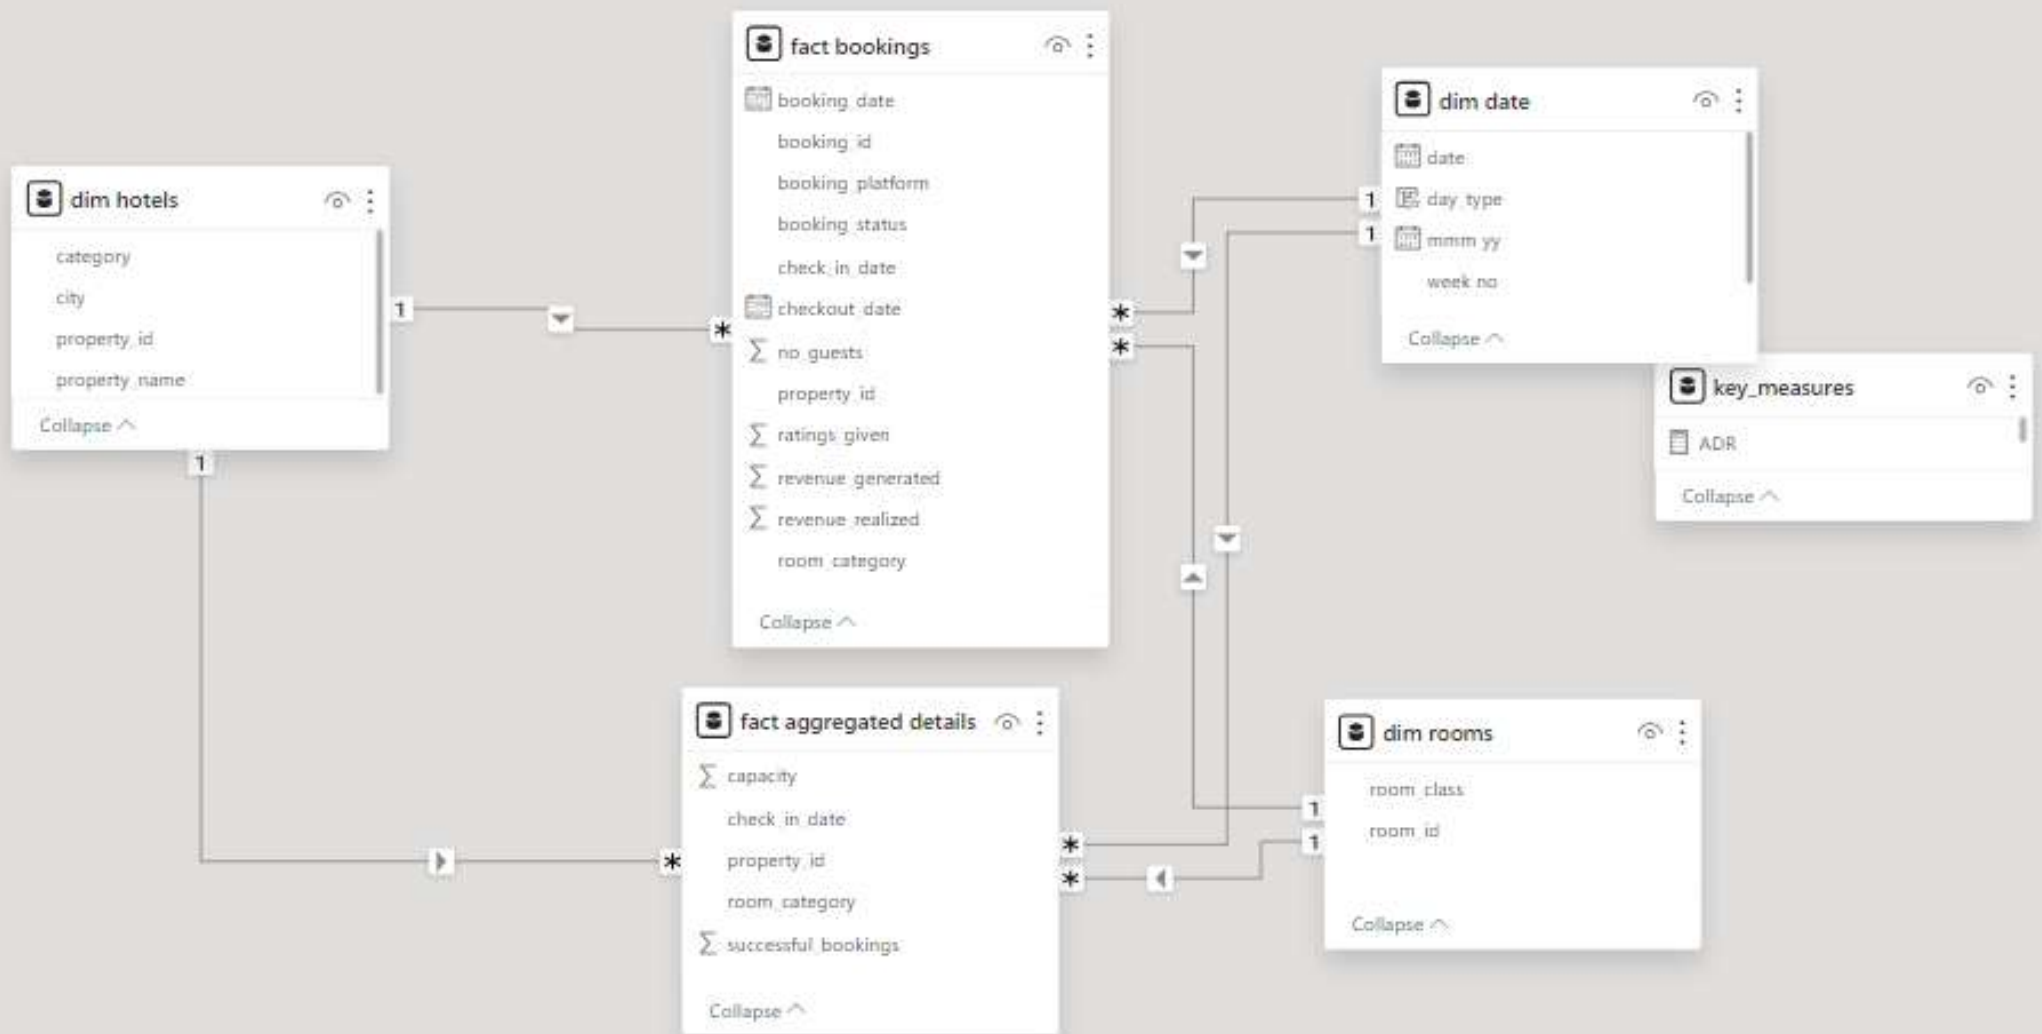 fact bookings
booking_date
booking_id
booking_platform
booking_status
check_in_date
checkout_date
no_guests
property_id
ratings_given
revenue_generated
revenue_realized
room_category
Collapse
dim date
date
day_type
mmm yy
week no
Collapse
dim hotels
category
city
property_id
property_name
Collapse
key_measures
ADR
Collapse
1
*
1
1
*
*
1
fact aggregated details
capacity
check_in_date
property_id
room_category
successful_bookings
Collapse
dim rooms
room_class
room_id
Collapse
1
1
*
*
*